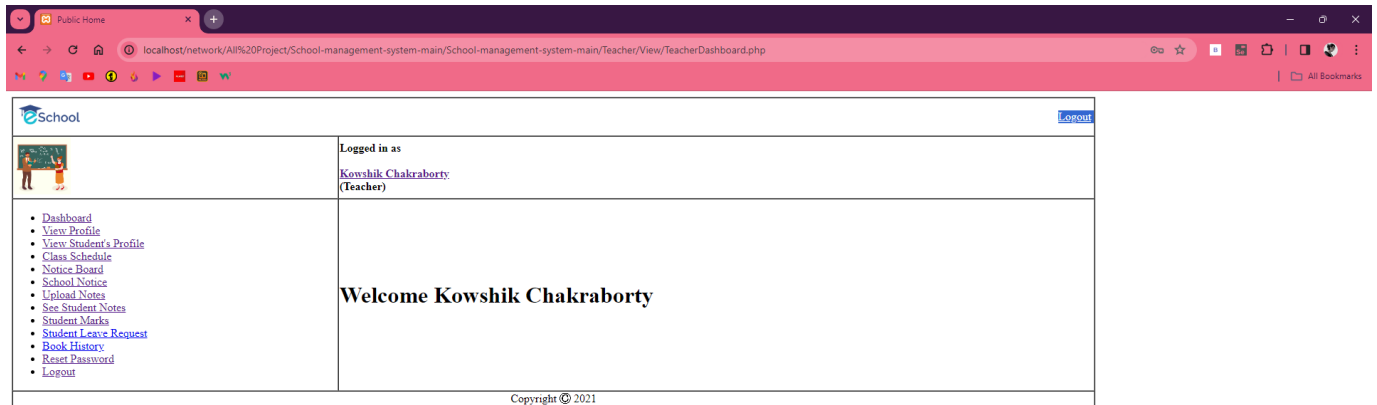 Public Home
localhost/network/All%20Project/School-management-system-main/School-management-system-main/Teacher/View/TeacherDashboard.php
All Bookmarks
eSchool
Logout
Logged in as
Kowshik Chakraborty
(Teacher)
Dashboard
View Profile
View Student's Profile
Class Schedule
Notice Board
School Notice
Upload Notes
See Student Notes
Student Marks
Student Leave Request
Book History
Reset Password
Logout
Welcome Kowshik Chakraborty
Copyright © 2021